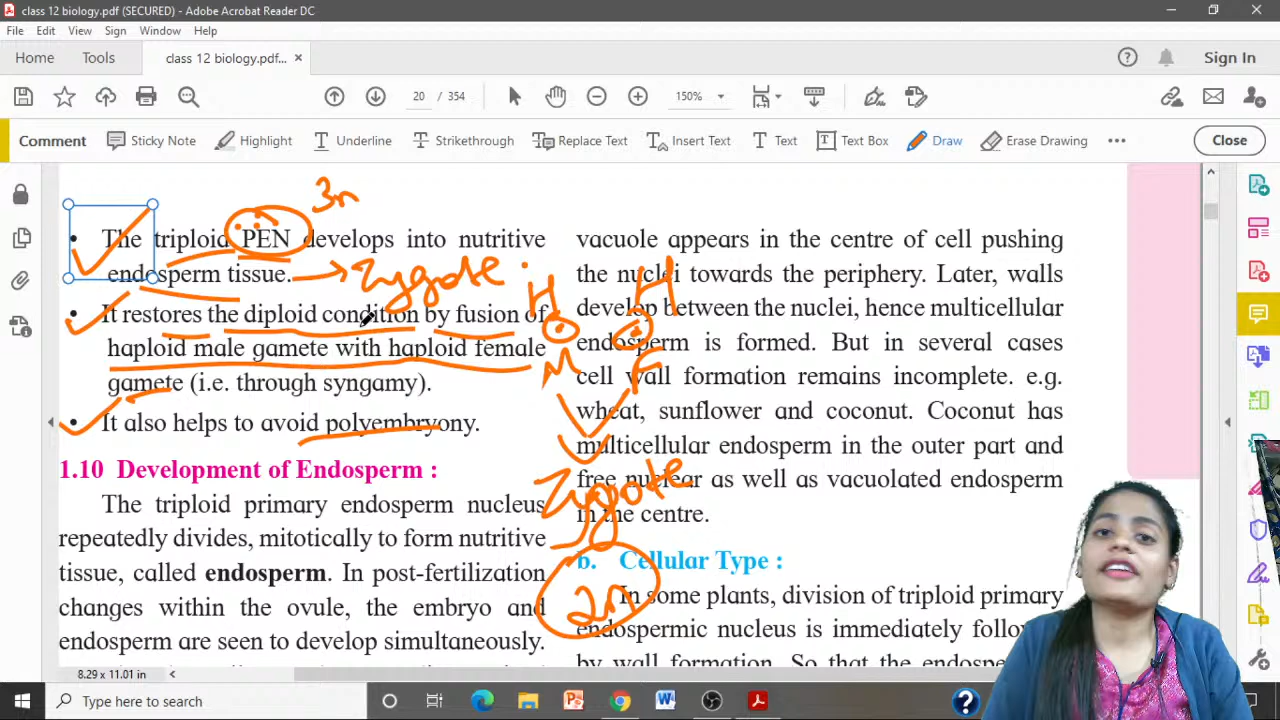 class 12 biology.pdf (SECURED) - Adobe Acrobat Reader DC
File Edit View Sign Window Help
Home Tools class 12 biology.pdf... × Sign In
20 / 354 150%
Comment Sticky Note Highlight Underline Strikethrough Replace Text Insert Text Text Text Box Draw Erase Drawing ••• Close
3n
• The triploid PEN develops into nutritive
endosperm tissue.
Zygote
• It restores the diploid condition by fusion of
haploid male gamete with haploid female
gamete (i.e. through syngamy).
• It also helps to avoid polyembryony.
1.10 Development of Endosperm :
The triploid primary endosperm nucleus
repeatedly divides, mitotically to form nutritive
tissue, called endosperm. In post-fertilization
changes within the ovule, the embryo and
endosperm are seen to develop simultaneously.
H H
M F
Zygote
2n
vacuole appears in the centre of cell pushing
the nuclei towards the periphery. Later, walls
develop between the nuclei, hence multicellular
endosperm is formed. But in several cases
cell wall formation remains incomplete. e.g.
wheat, sunflower and coconut. Coconut has
multicellular endosperm in the outer part and
free nuclear as well as vacuolated endosperm
in the centre.
b. Cellular Type :
In some plants, division of triploid primary
endospermic nucleus is immediately follo
by wall formation. So that the endospe
8.29 x 11.01 in
Type here to search